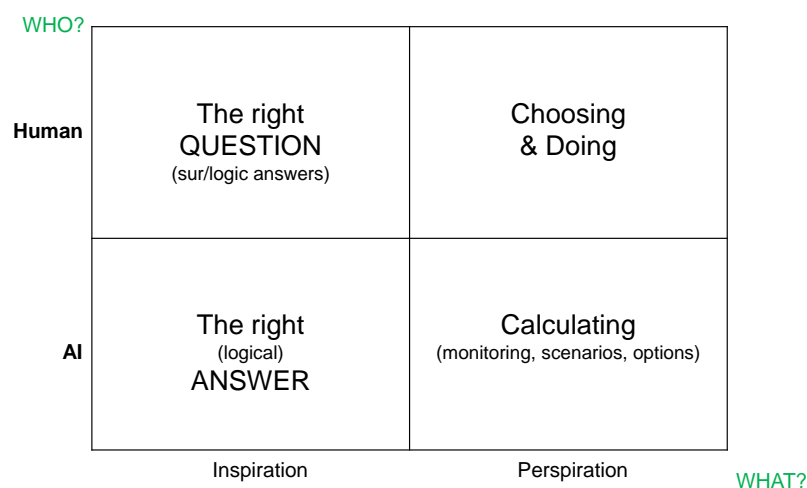 WHO?
Human
The right
QUESTION
(sur/logic answers)
Choosing
& Doing
AI
The right
(logical)
ANSWER
Calculating
(monitoring, scenarios, options)
Inspiration
Perspiration
WHAT?